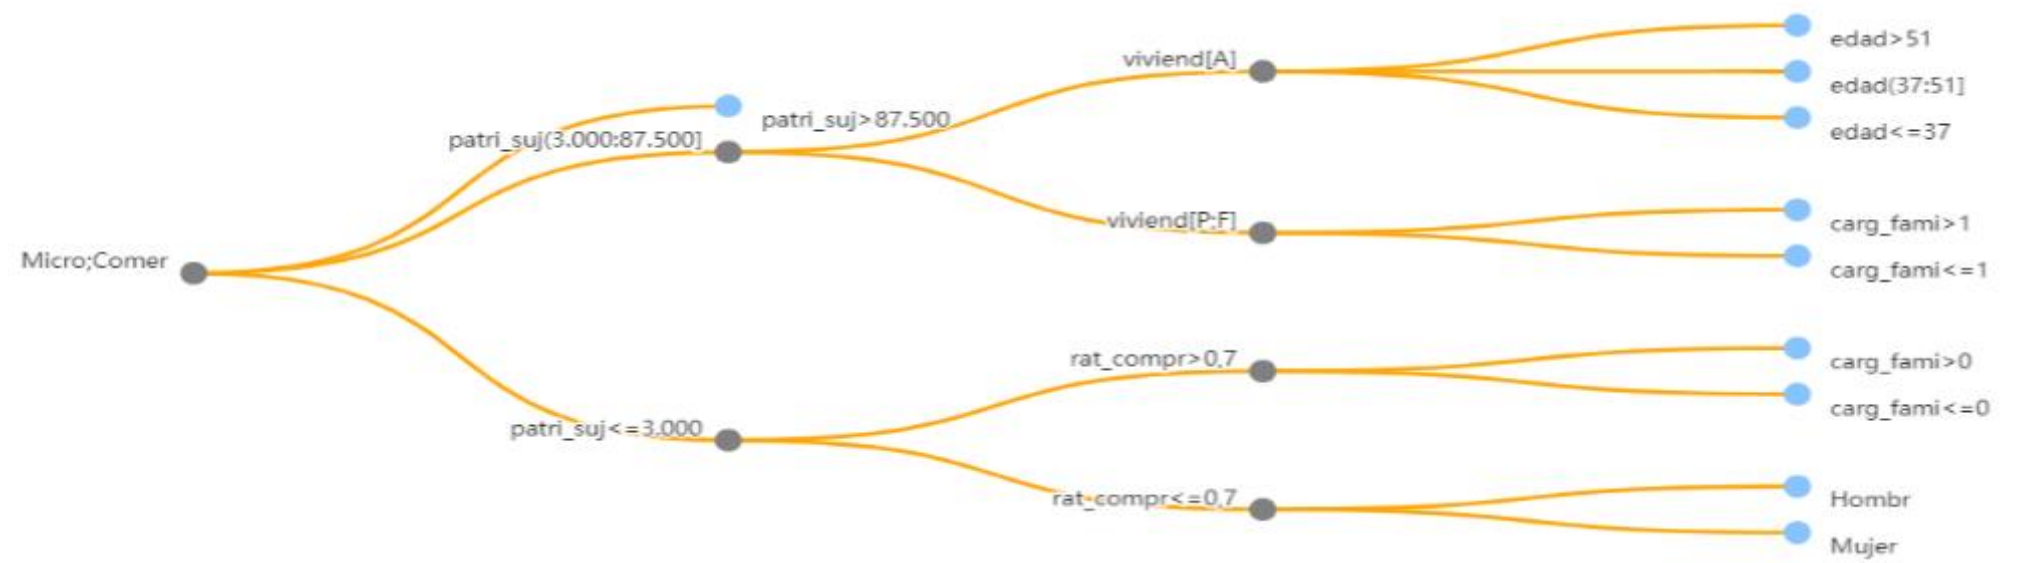 edad>51
viviend[A]
edad(37:51]
patri_suj>87.500
edad<=37
patri_suj(3.000:87.500]
viviend[P;F]
carg_fami>1
Micro;Comer
carg_fami<=1
rat_compr>0,7
carg_fami>0
carg_fami<=0
patri_suj<=3.000
rat_compr<=0,7
Hombr
Mujer